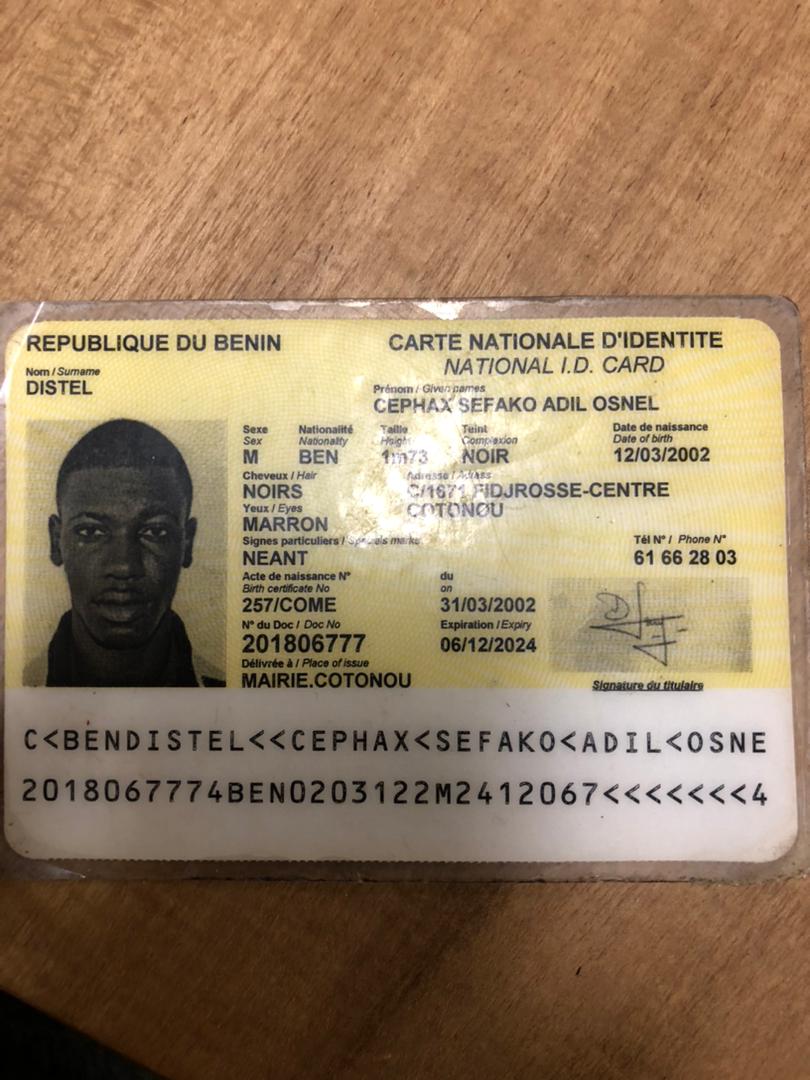 REPUBLIQUE DU BENIN
CARTE NATIONALE D'IDENTITE
NATIONAL I.D. CARD
Nom / Surname
DISTEL
Prénom / Given names
CEPHAX SEFAKO ADIL OSNEL
Sexe Nationalité Taille Teint Date de naissance
Sex Nationality Height Complexion Date of birth
M BEN 1m73 NOIR 12/03/2002
Cheveux / Hair Adresse / Adress
NOIRS C/1671 FIDJROSSE-CENTRE
Yeux / Eyes COTONOU
MARRON
Signes particuliers / Specials marks Tél N° / Phone N°
NEANT 61 66 28 03
Acte de naissance N° du
Birth certificate No on
257/COME 31/03/2002
N° du Doc / Doc No Expiration / Expiry
201806777 06/12/2024
Délivrée à / Place of issue
MAIRIE.COTONOU
Signature du titulaire
C<BENDISTEL<<CEPHAX<SEFAKO<ADIL<OSNE
2018067774BEN0203122M2412067<<<<<<<4